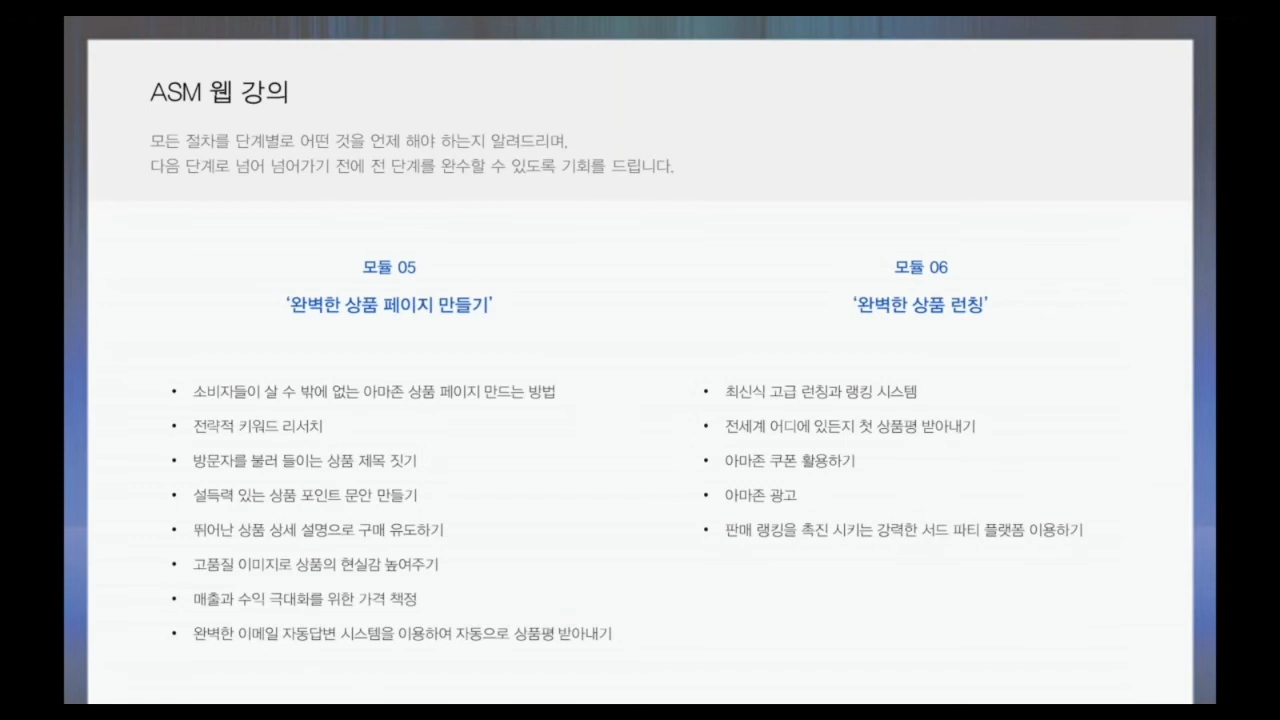 ASM 웹 강의
모든 절차를 단계별로 어떤 것을 언제 해야 하는지 알려드리며,
다음 단계로 넘어 넘어가기 전에 전 단계를 완수할 수 있도록 기회를 드립니다.
모듈 05
‘완벽한 상품 페이지 만들기’
• 소비자들이 살 수 밖에 없는 아마존 상품 페이지 만드는 방법
• 전략적 키워드 리서치
• 방문자를 불러 들이는 상품 제목 짓기
• 설득력 있는 상품 포인트 문안 만들기
• 뛰어난 상품 상세 설명으로 구매 유도하기
• 고품질 이미지로 상품의 현실감 높여주기
• 매출과 수익 극대화를 위한 가격 책정
• 완벽한 이메일 자동답변 시스템을 이용하여 자동으로 상품평 받아내기
모듈 06
‘완벽한 상품 런칭’
• 최신식 고급 런칭과 랭킹 시스템
• 전세계 어디에 있든지 첫 상품평 받아내기
• 아마존 쿠폰 활용하기
• 아마존 광고
• 판매 랭킹을 촉진 시키는 강력한 서드 파티 플랫폼 이용하기